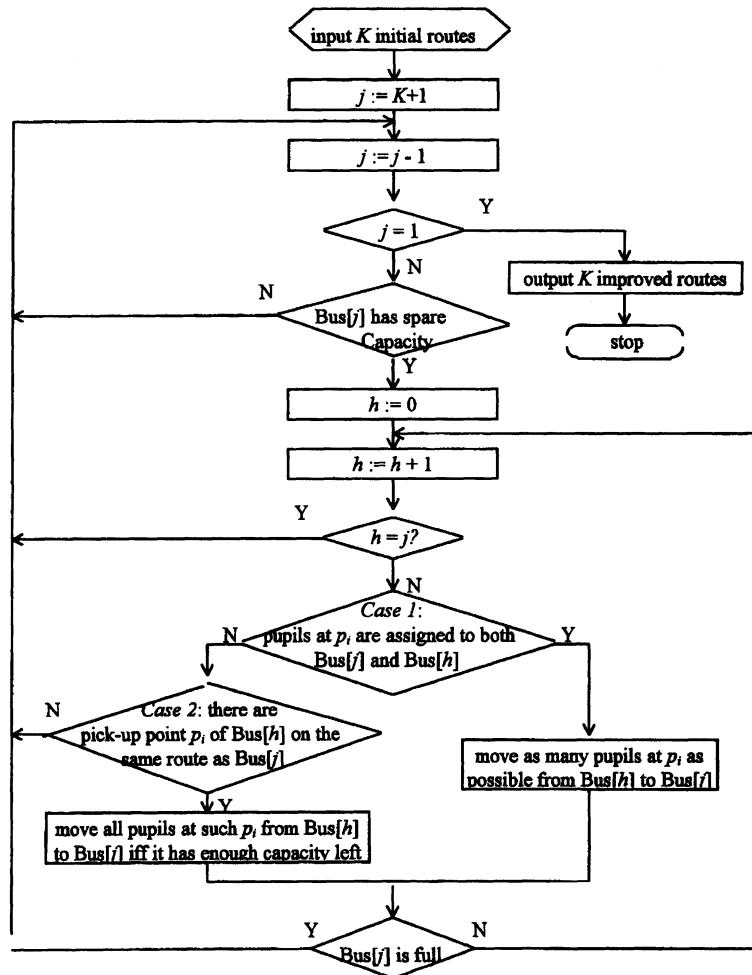 input K initial routes
j := K+1
j := j - 1
Y
j = 1
N
output K improved routes
N
Bus[j] has spare
Capacity
stop
Y
h := 0
h := h + 1
Y
h = j?
N
Case 1:
N
pupils at pi are assigned to both
Y
Bus[j] and Bus[h]
N
Case 2: there are
pick-up point pi of Bus[h] on the
same route as Bus[j]
move as many pupils at pi as
possible from Bus[h] to Bus[j]
Y
move all pupils at such pi from Bus[h]
to Bus[j] iff it has enough capacity left
Y
N
Bus[j] is full